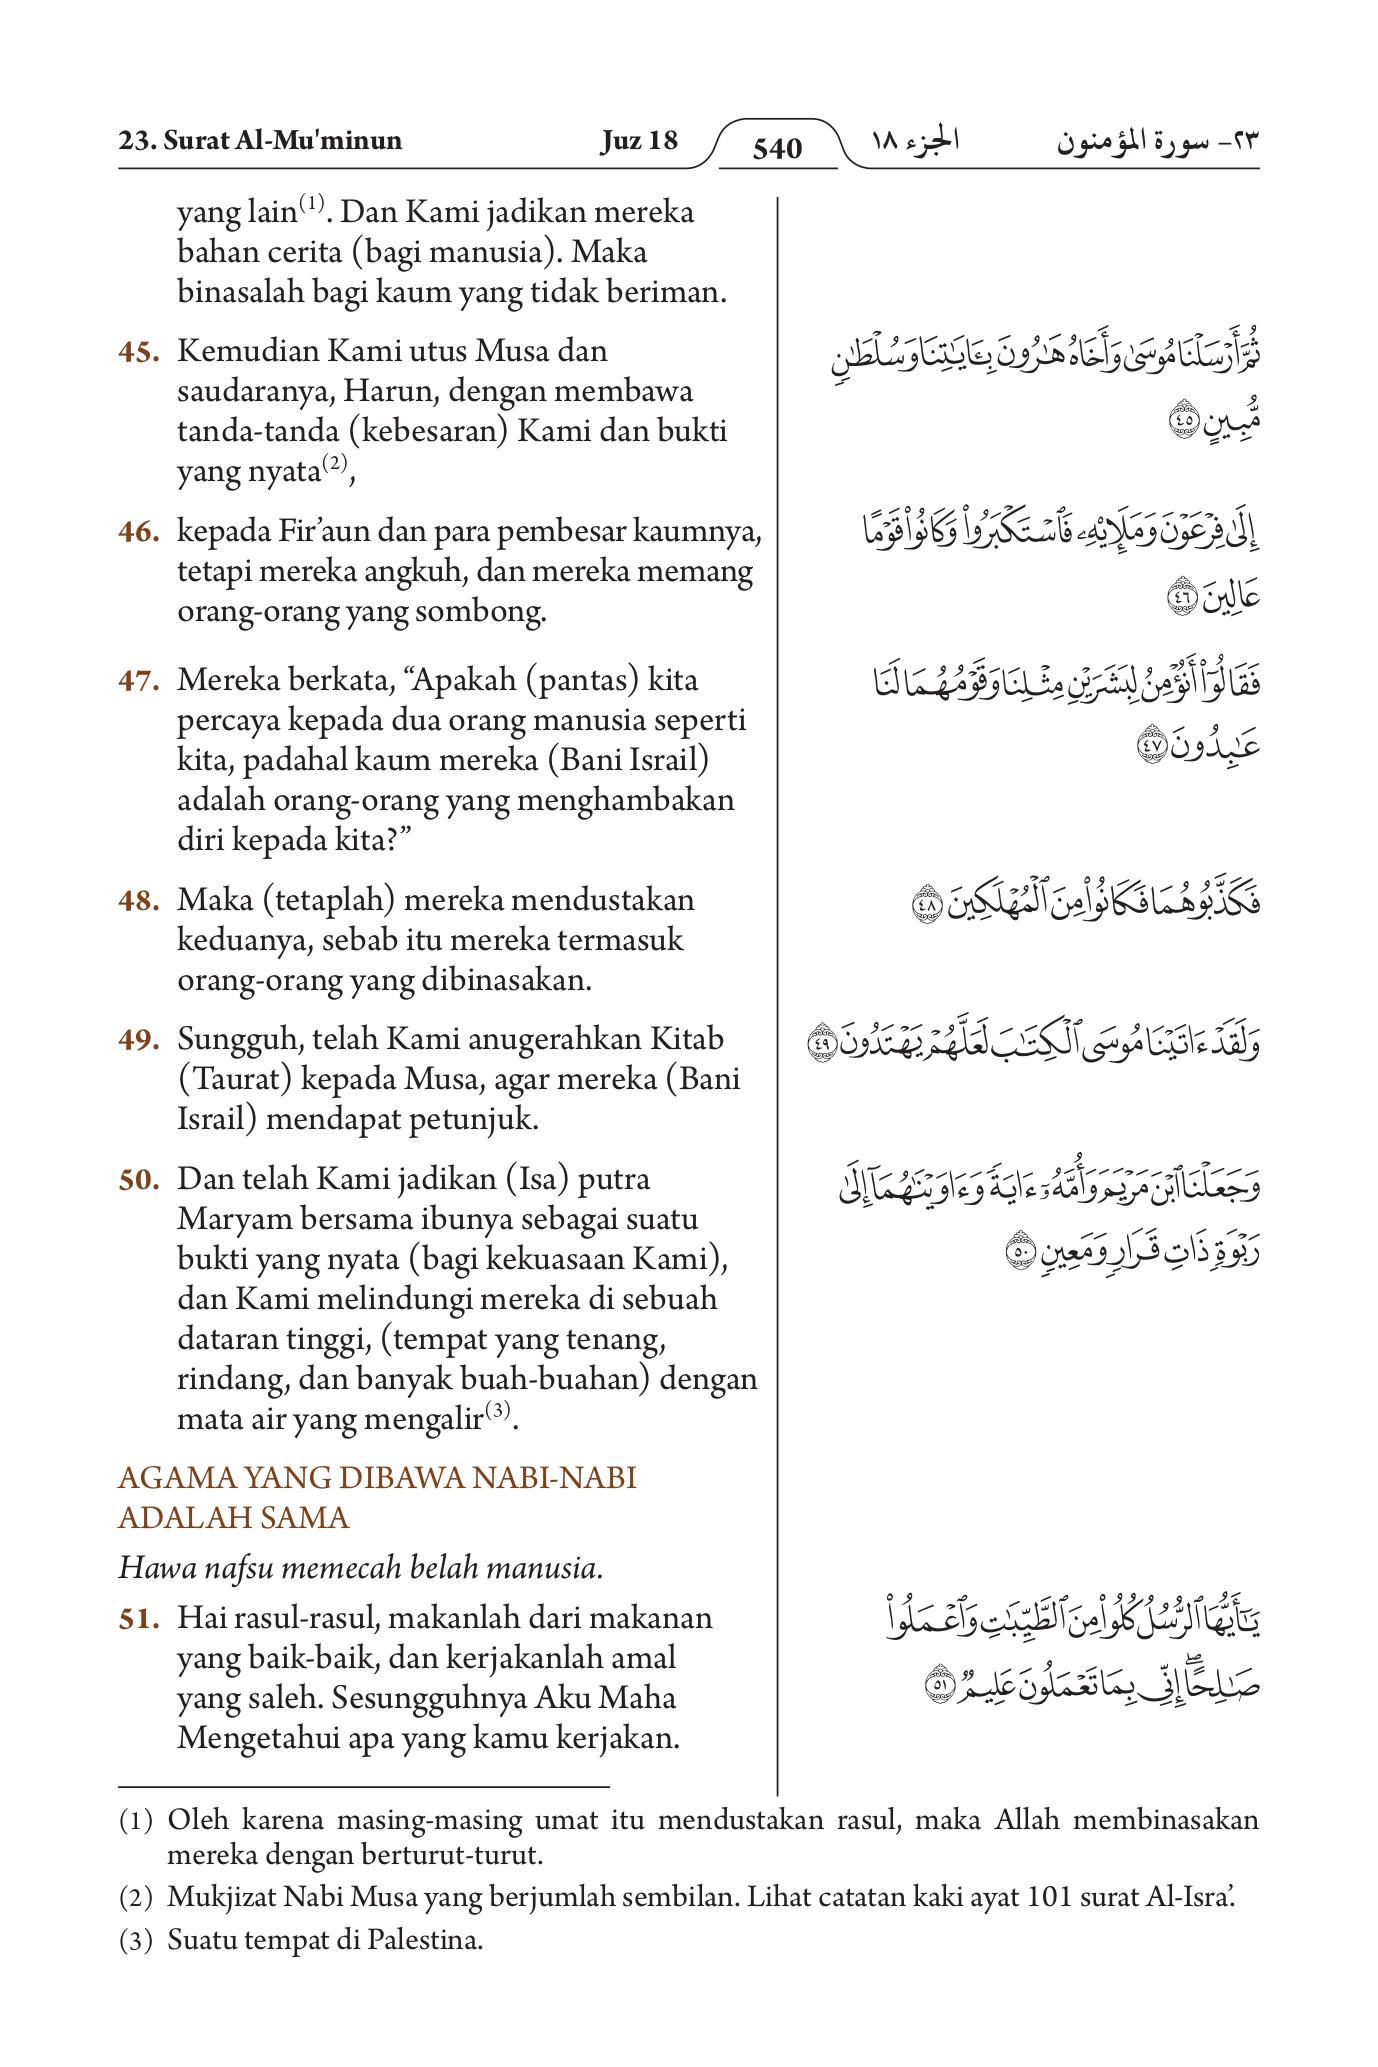 23. Surat Al-Mu'minun Juz 18 540 الجزء ١٨ ٢٣- سورة المؤمنون
yang lain(1). Dan Kami jadikan mereka
bahan cerita (bagi manusia). Maka
binasalah bagi kaum yang tidak beriman.
45. Kemudian Kami utus Musa dan
saudaranya, Harun, dengan membawa
tanda-tanda (kebesaran) Kami dan bukti
yang nyata(2),
ثُمَّ أَرْسَلْنَا مُوسَىٰ وَأَخَاهُ هَٰرُونَ بِـَٔايَٰتِنَا وَسُلْطَٰنٍ
مُّبِينٍ ٤٥
46. kepada Fir’aun dan para pembesar kaumnya,
tetapi mereka angkuh, dan mereka memang
orang-orang yang sombong.
إِلَىٰ فِرْعَوْنَ وَمَلَإِيْهِۦ فَٱسْتَكْبَرُوا۟ وَكَانُوا۟ قَوْمًا
عَالِينَ ٤٦
47. Mereka berkata, “Apakah (pantas) kita
percaya kepada dua orang manusia seperti
kita, padahal kaum mereka (Bani Israil)
adalah orang-orang yang menghambakan
diri kepada kita?”
فَقَالُوٓا۟ أَنُؤْمِنُ لِبَشَرَيْنِ مِثْلِنَا وَقَوْمُهُمَا لَنَا
عَٰبِدُونَ ٤٧
48. Maka (tetaplah) mereka mendustakan
keduanya, sebab itu mereka termasuk
orang-orang yang dibinasakan.
فَكَذَّبُوهُمَا فَكَانُوا۟ مِنَ ٱلْمُهْلَكِينَ ٤٨
49. Sungguh, telah Kami anugerahkan Kitab
(Taurat) kepada Musa, agar mereka (Bani
Israil) mendapat petunjuk.
وَلَقَدْ ءَاتَيْنَا مُوسَى ٱلْكِتَٰبَ لَعَلَّهُمْ يَهْتَدُونَ ٤٩
50. Dan telah Kami jadikan (Isa) putra
Maryam bersama ibunya sebagai suatu
bukti yang nyata (bagi kekuasaan Kami),
dan Kami melindungi mereka di sebuah
dataran tinggi, (tempat yang tenang,
rindang, dan banyak buah-buahan) dengan
mata air yang mengalir(3).
وَجَعَلْنَا ٱبْنَ مَرْيَمَ وَأُمَّهُۥٓ ءَايَةً وَءَاوَيْنَٰهُمَآ إِلَىٰ
رَبْوَةٍ ذَاتِ قَرَارٍ وَمَعِينٍ ٥٠
AGAMA YANG DIBAWA NABI-NABI
ADALAH SAMA
Hawa nafsu memecah belah manusia.
51. Hai rasul-rasul, makanlah dari makanan
yang baik-baik, dan kerjakanlah amal
yang saleh. Sesungguhnya Aku Maha
Mengetahui apa yang kamu kerjakan.
يَٰٓأَيُّهَا ٱلرُّسُلُ كُلُوا۟ مِنَ ٱلطَّيِّبَٰتِ وَٱعْمَلُوا۟
صَٰلِحًا ۖ إِنِّى بِمَا تَعْمَلُونَ عَلِيمٌ ٥١
(1) Oleh karena masing-masing umat itu mendustakan rasul, maka Allah membinasakan
mereka dengan berturut-turut.
(2) Mukjizat Nabi Musa yang berjumlah sembilan. Lihat catatan kaki ayat 101 surat Al-Isra’.
(3) Suatu tempat di Palestina.